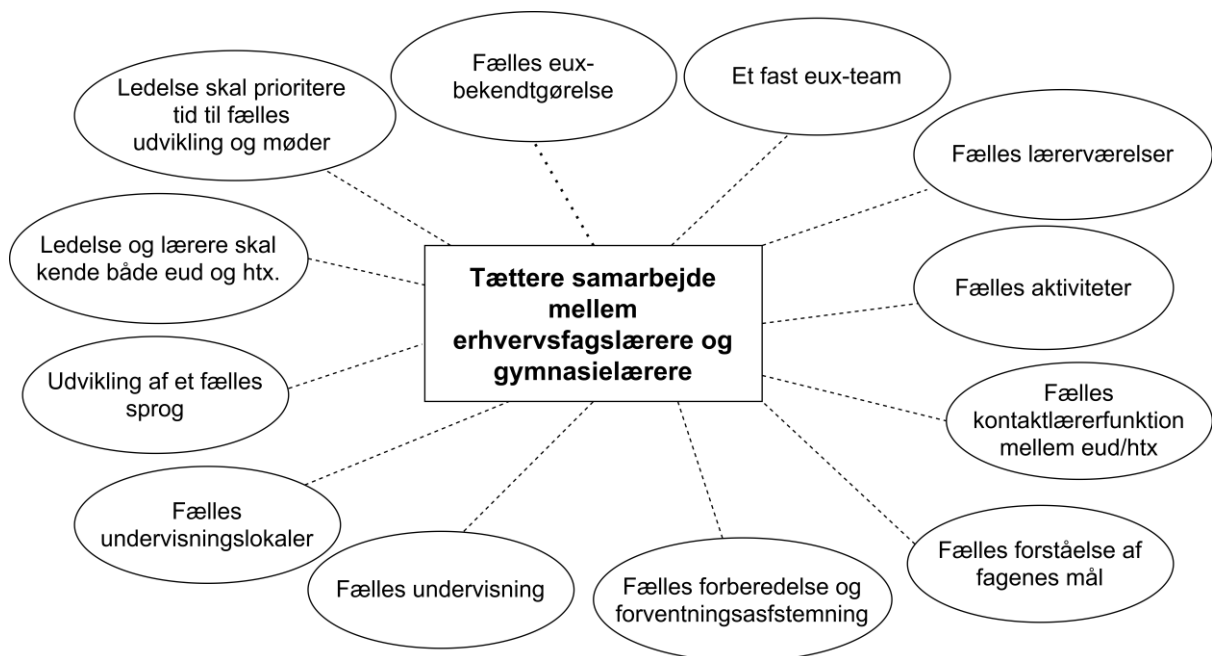 Fælles eux-
bekendtgørelse
Et fast eux-team
Ledelse skal prioritere
tid til fælles
udvikling og møder
Fælles lærerværelser
Ledelse og lærere skal
kende både eud og htx.
Tættere samarbejde
mellem
erhvervsfagslærere og
gymnasielærere
Fælles aktiviteter
Udvikling af et fælles
sprog
Fælles
kontaktlærerfunktion
mellem eud/htx
Fælles
undervisningslokaler
Fælles undervisning
Fælles forberedelse og
forventningsasfstemning
Fælles forståelse af
fagenes mål